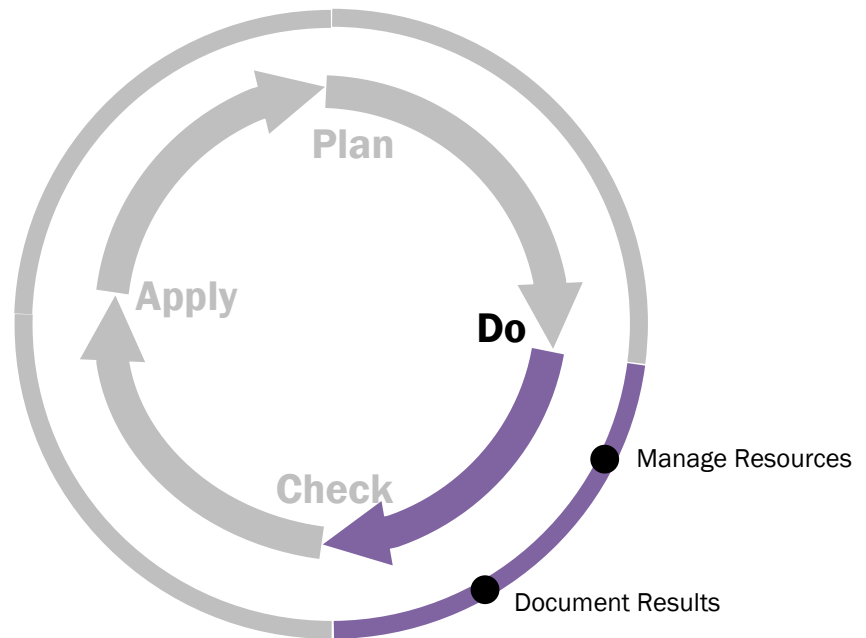 Plan
Apply
Do
Manage Resources
Check
Document Results